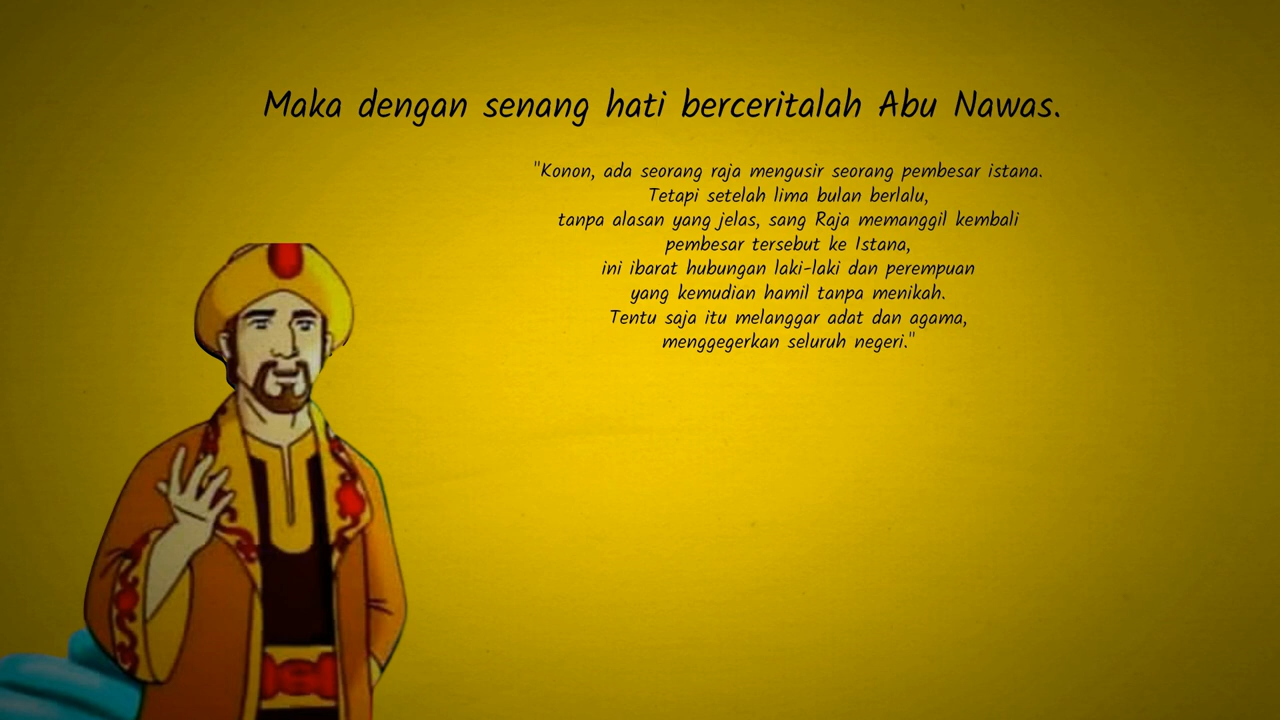 Maka dengan senang hati berceritalah Abu Nawas.
"Konon, ada seorang raja mengusir seorang pembesar istana.
Tetapi setelah lima bulan berlalu,
tanpa alasan yang jelas, sang Raja memanggil kembali
pembesar tersebut ke Istana,
ini ibarat hubungan laki-laki dan perempuan
yang kemudian hamil tanpa menikah.
Tentu saja itu melanggar adat dan agama,
menggegerkan seluruh negeri."